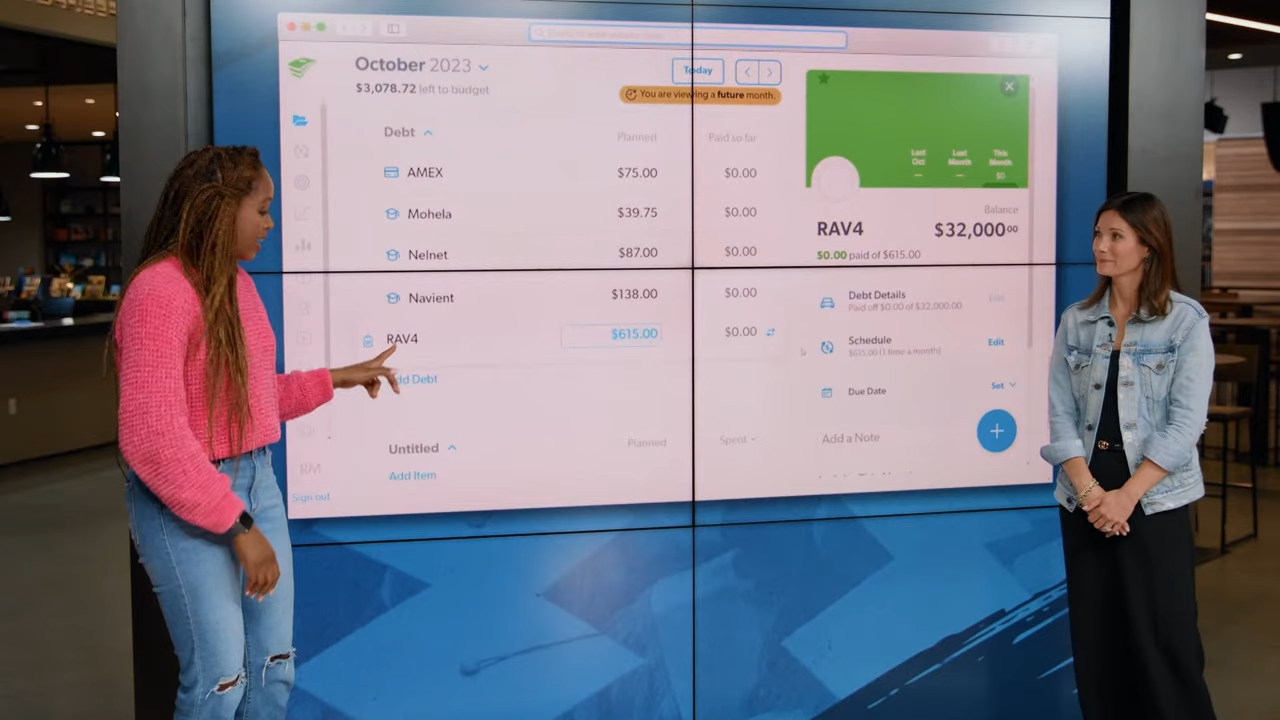 October 2023
$3,078.72 left to budget
Today
You are viewing a future month.
Debt
Planned
Paid so far
AMEX
$75.00
$0.00
Mohela
$39.75
$0.00
Nelnet
$87.00
$0.00
Navient
$138.00
$0.00
RAV4
$615.00
$0.00
dd Debt
Untitled
Planned
Spent
Add Item
RM
Sign out
Last Oct
Last Month
This Month
—
—
$0
RAV4
Balance
$32,000.00
$0.00 paid of $615.00
Debt Details
Paid off $0.00 of $32,000.00
Edit
Schedule
$615.00 (1 time a month)
Edit
Due Date
Set
Add a Note